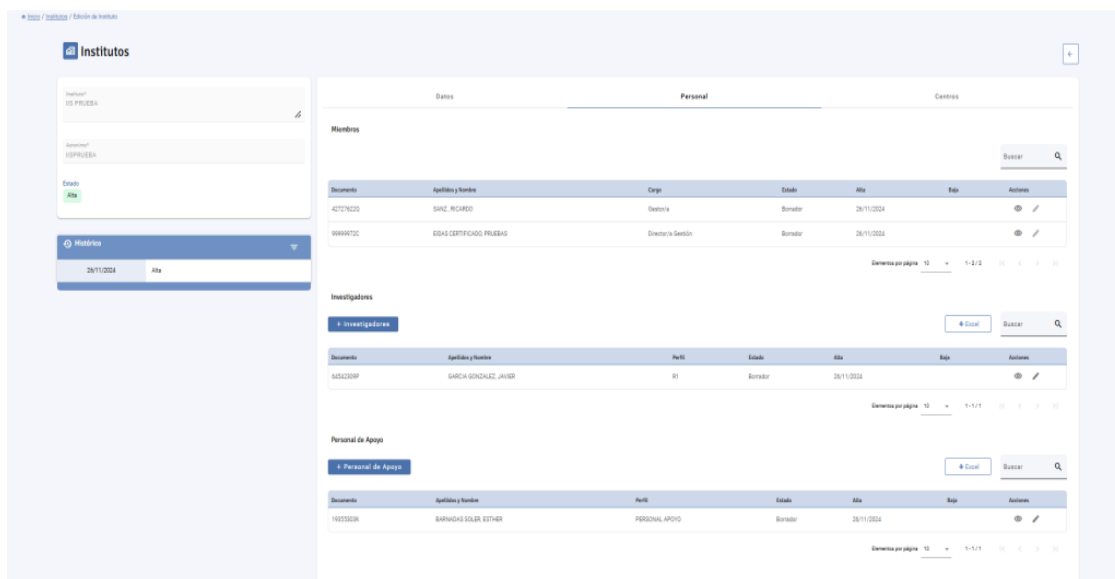 Inicio / Institutos / Edición de Instituto
Institutos
Instituto*
IIS PRUEBA
Acrónimo*
IISPRUEBA
Estado
Alta
Histórico
26/11/2024 Alta
Datos Personal Centros
Miembros
Buscar
Documento Apellidos y Nombre Cargo Estado Alta Baja Acciones
42727622G SANZ , RICARDO Gestor/a Borrador 26/11/2024
99999972C EIDAS CERTIFICADO, PRUEBAS Director/a Gestión Borrador 26/11/2024
Elementos por página 10 1 - 2 / 2
Investigadores
+ Investigadores Excel Buscar
Documento Apellidos y Nombre Perfil Estado Alta Baja Acciones
64542309P GARCIA GONZALEZ, JAVIER R1 Borrador 26/11/2024
Elementos por página 10 1 - 1 / 1
Personal de Apoyo
+ Personal de Apoyo Excel Buscar
Documento Apellidos y Nombre Perfil Estado Alta Baja Acciones
BARNADAS SOLER, ESTHER PERSONAL APOYO Borrador 26/11/2024
Elementos por página 10 1 - 1 / 1